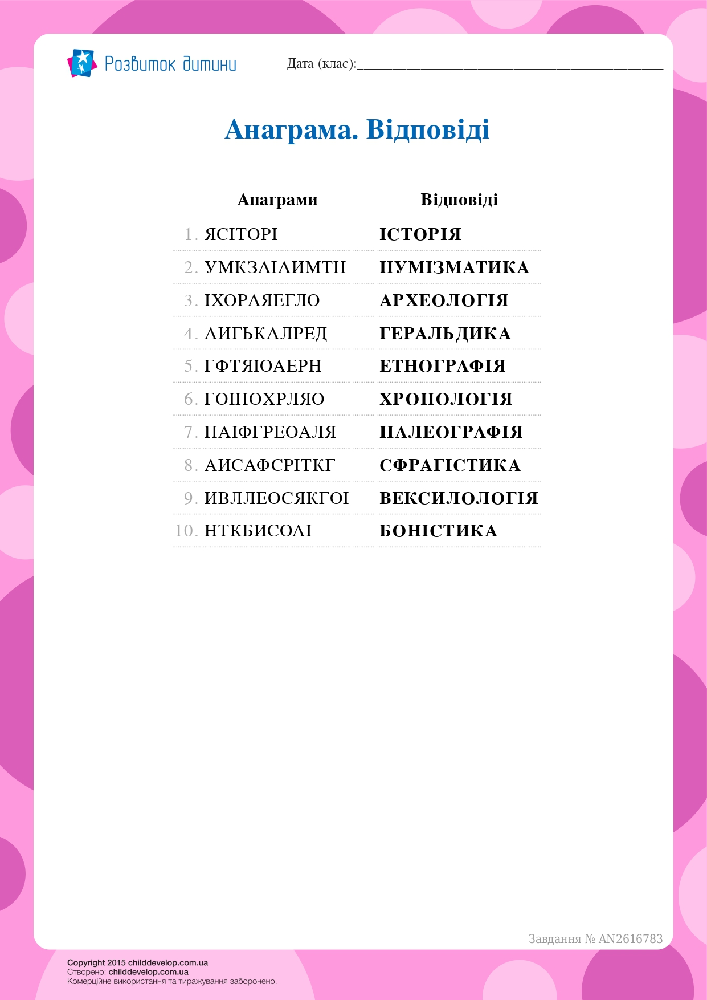 Розвиток дитини
Дата (клас):___________________________________________
Анаграма. Відповіді
Анаграми Відповіді
1. ЯСІТОРІ ІСТОРІЯ
2. УМКЗАІАИМТН НУМІЗМАТИКА
3. ІХОРАЯЕГЛО АРХЕОЛОГІЯ
4. АИГЬКАЛРЕД ГЕРАЛЬДИКА
5. ГФТЯІОАЕРН ЕТНОГРАФІЯ
6. ГОІНОХРЛЯО ХРОНОЛОГІЯ
7. ПАІФГРЕОАЛЯ ПАЛЕОГРАФІЯ
8. АИСАФСРІТКГ СФРАГІСТИКА
9. ИВЛЛЕОСЯКГОІ ВЕКСИЛОЛОГІЯ
10. НТКБИСОАІ БОНІСТИКА
Завдання № AN2616783
Copyright 2015 childdevelop.com.ua
Створено: childdevelop.com.ua
Комерційне використання та тиражування заборонено.